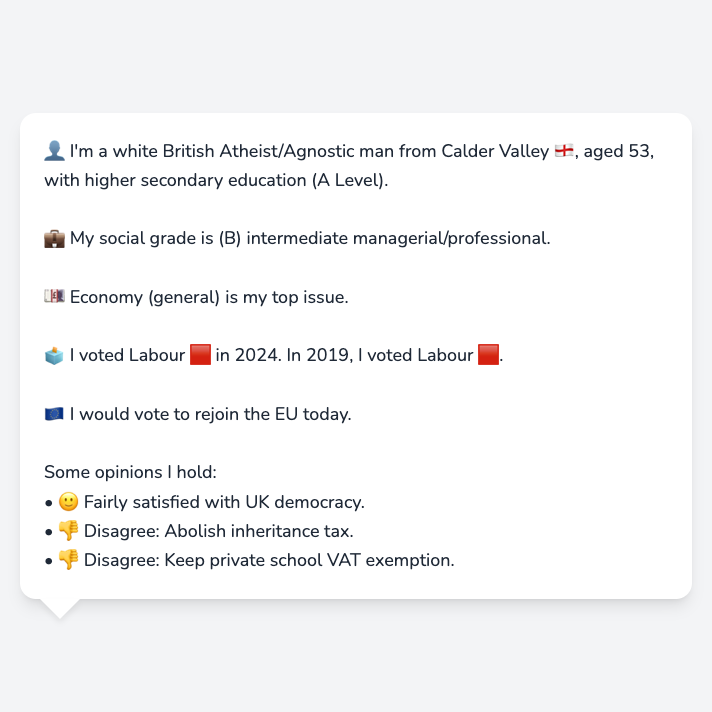 👤 I'm a white British Atheist/Agnostic man from Calder Valley 🏴󠁧󠁢󠁥󠁮󠁧󠁿, aged 53,
with higher secondary education (A Level).
💼 My social grade is (B) intermediate managerial/professional.
💷 Economy (general) is my top issue.
🗳️ I voted Labour 🟥 in 2024. In 2019, I voted Labour 🟥.
🇪🇺 I would vote to rejoin the EU today.
Some opinions I hold:
• 🙂 Fairly satisfied with UK democracy.
• 👎 Disagree: Abolish inheritance tax.
• 👎 Disagree: Keep private school VAT exemption.